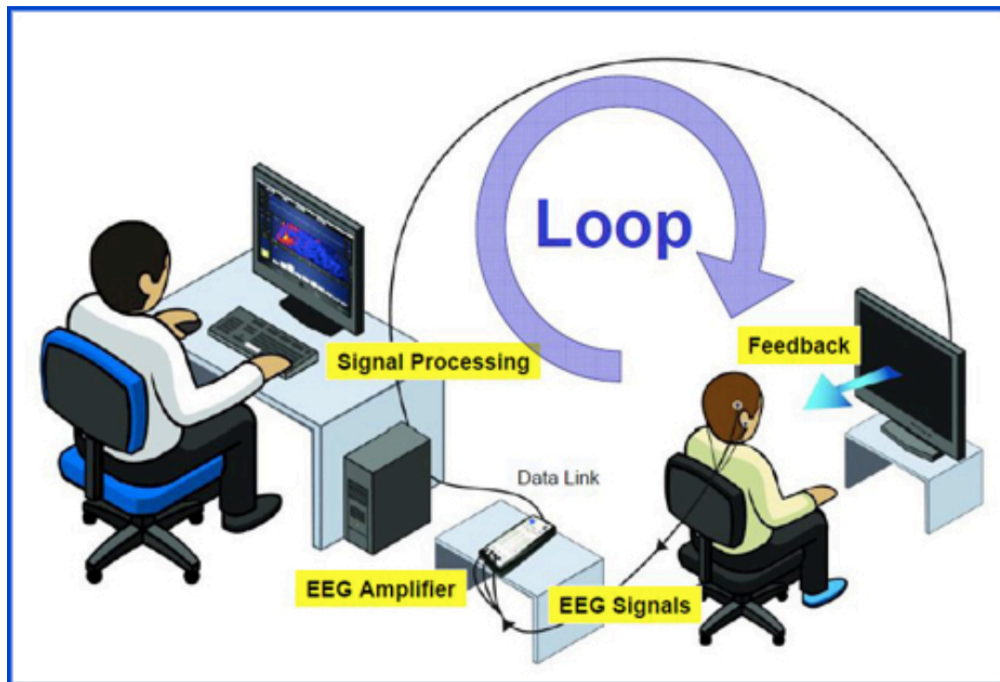 Loop
Feedback
Signal Processing
Data Link
EEG Amplifier
EEG Signals